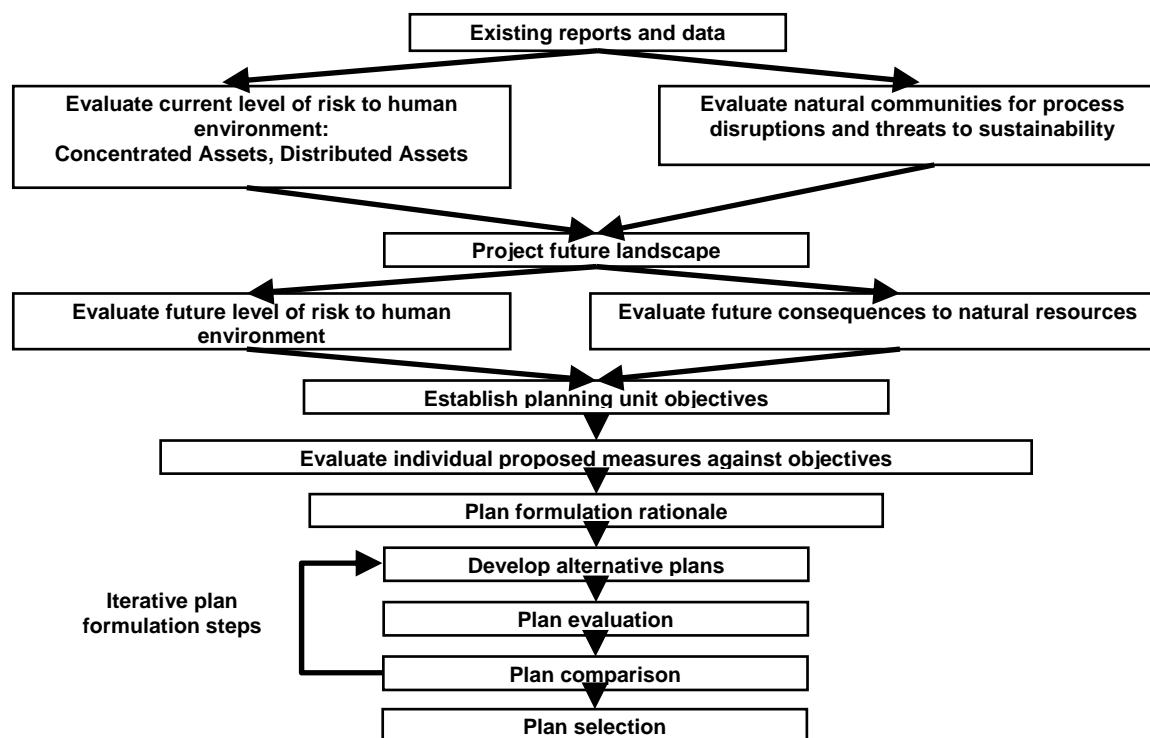 Existing reports and data
Evaluate current level of risk to human
environment:
Concentrated Assets, Distributed Assets
Evaluate natural communities for process
disruptions and threats to sustainability
Project future landscape
Evaluate future level of risk to human
environment
Evaluate future consequences to natural resources
Establish planning unit objectives
Evaluate individual proposed measures against objectives
Plan formulation rationale
Develop alternative plans
Iterative plan
formulation steps
Plan evaluation
Plan comparison
Plan selection